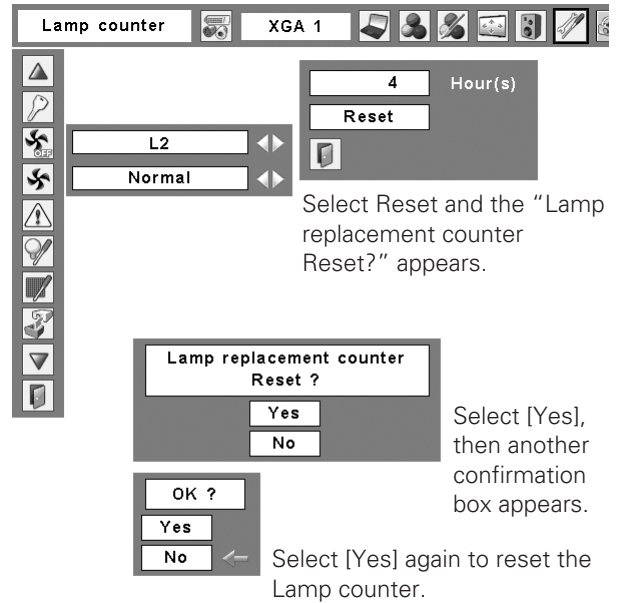 Lamp counter XGA 1
4 Hour(s)
Reset
OFF
L2
Normal
Select Reset and the “Lamp
replacement counter
Reset?” appears.
Lamp replacement counter
Reset ?
Yes
No
Select [Yes],
then another
confirmation
box appears.
OK ?
Yes
No
Select [Yes] again to reset the
Lamp counter.